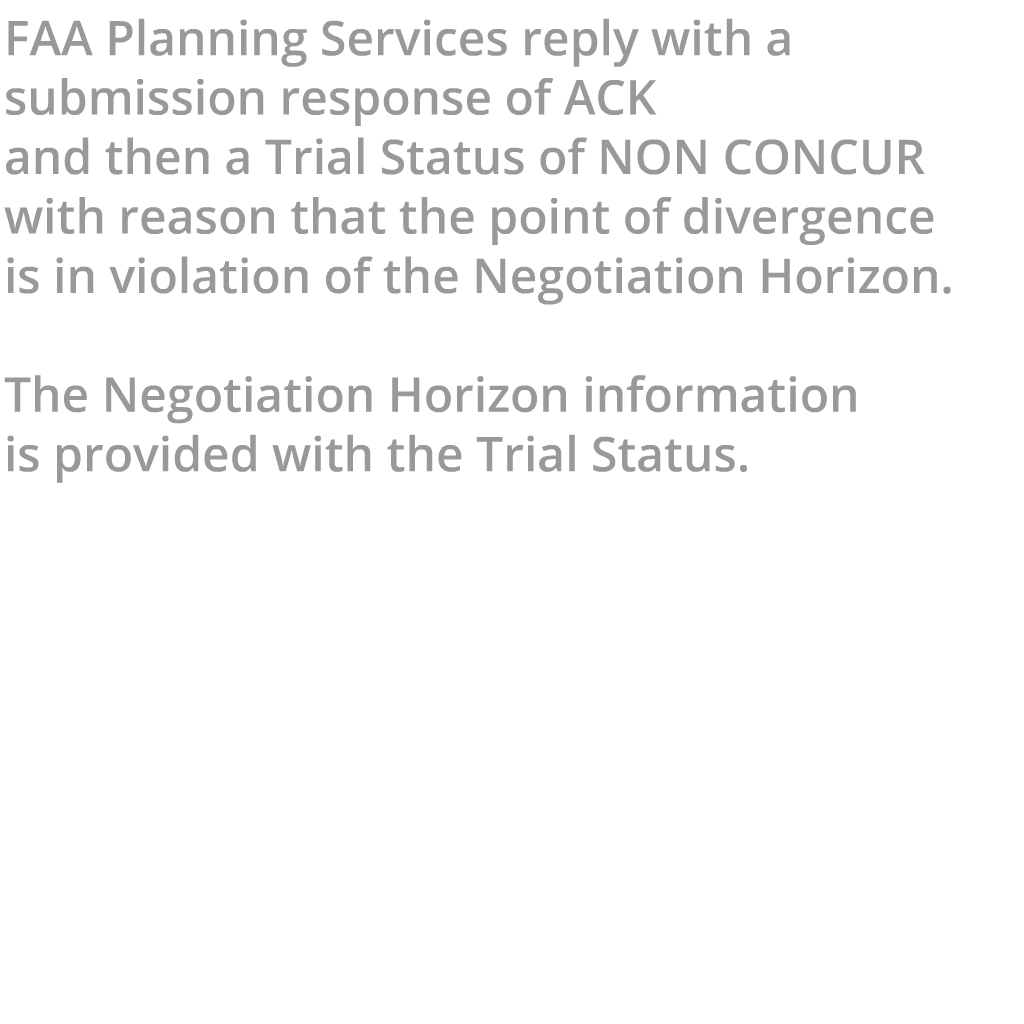 FAA Planning Services reply with a
submission response of ACK
and then a Trial Status of NON CONCUR
with reason that the point of divergence
is in violation of the Negotiation Horizon.
The Negotiation Horizon information
is provided with the Trial Status.